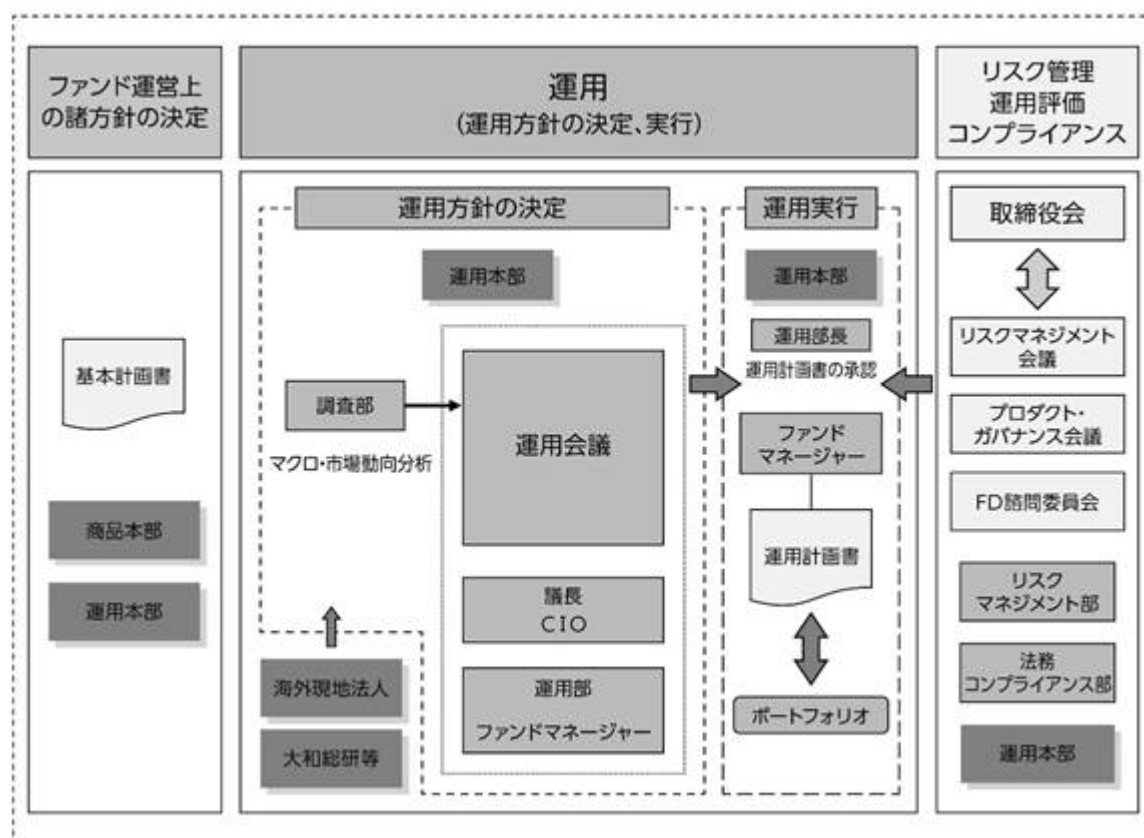 ファンド運営上
の諸方針の決定
運用
(運用方針の決定、実行)
リスク管理
運用評価
コンプライアンス
基本計画書
商品本部
運用本部
運用方針の決定
運用本部
調査部
マクロ・市場動向分析
運用会議
議長
CIO
運用部
ファンドマネージャー
海外現地法人
大和総研等
運用実行
運用本部
運用部長
運用計画書の承認
ファンド
マネージャー
運用計画書
ポートフォリオ
取締役会
リスクマネジメント
会議
プロダクト・
ガバナンス会議
FD諮問委員会
リスク
マネジメント部
法務
コンプライアンス部
運用本部